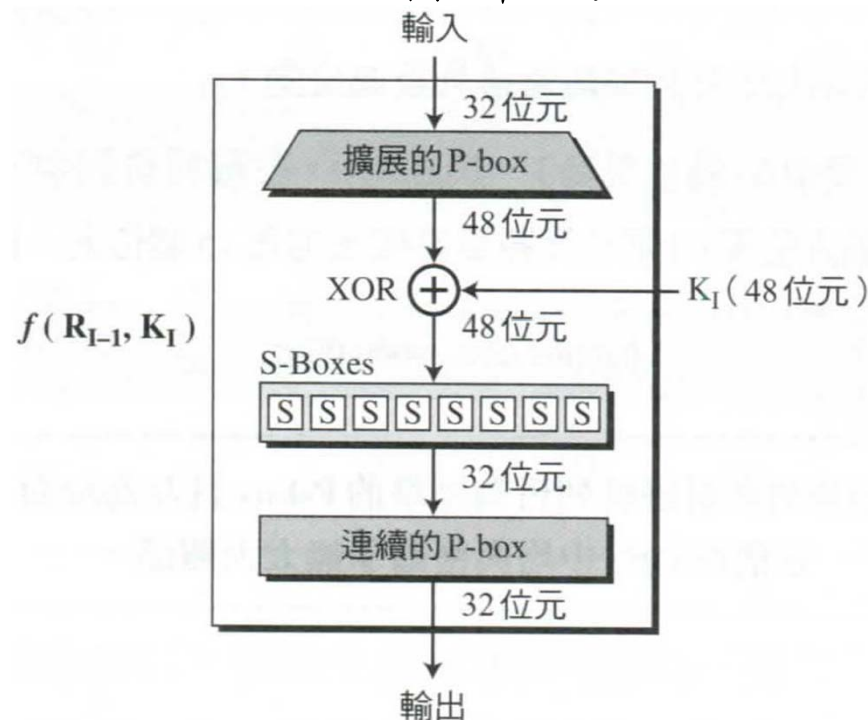 輸入
32位元
擴展的P-box
48位元
XOR
K_I(48位元)
48位元
f(R_{I-1}, K_I)
S-Boxes
S S S S S S S S
32位元
連續的P-box
32位元
輸出